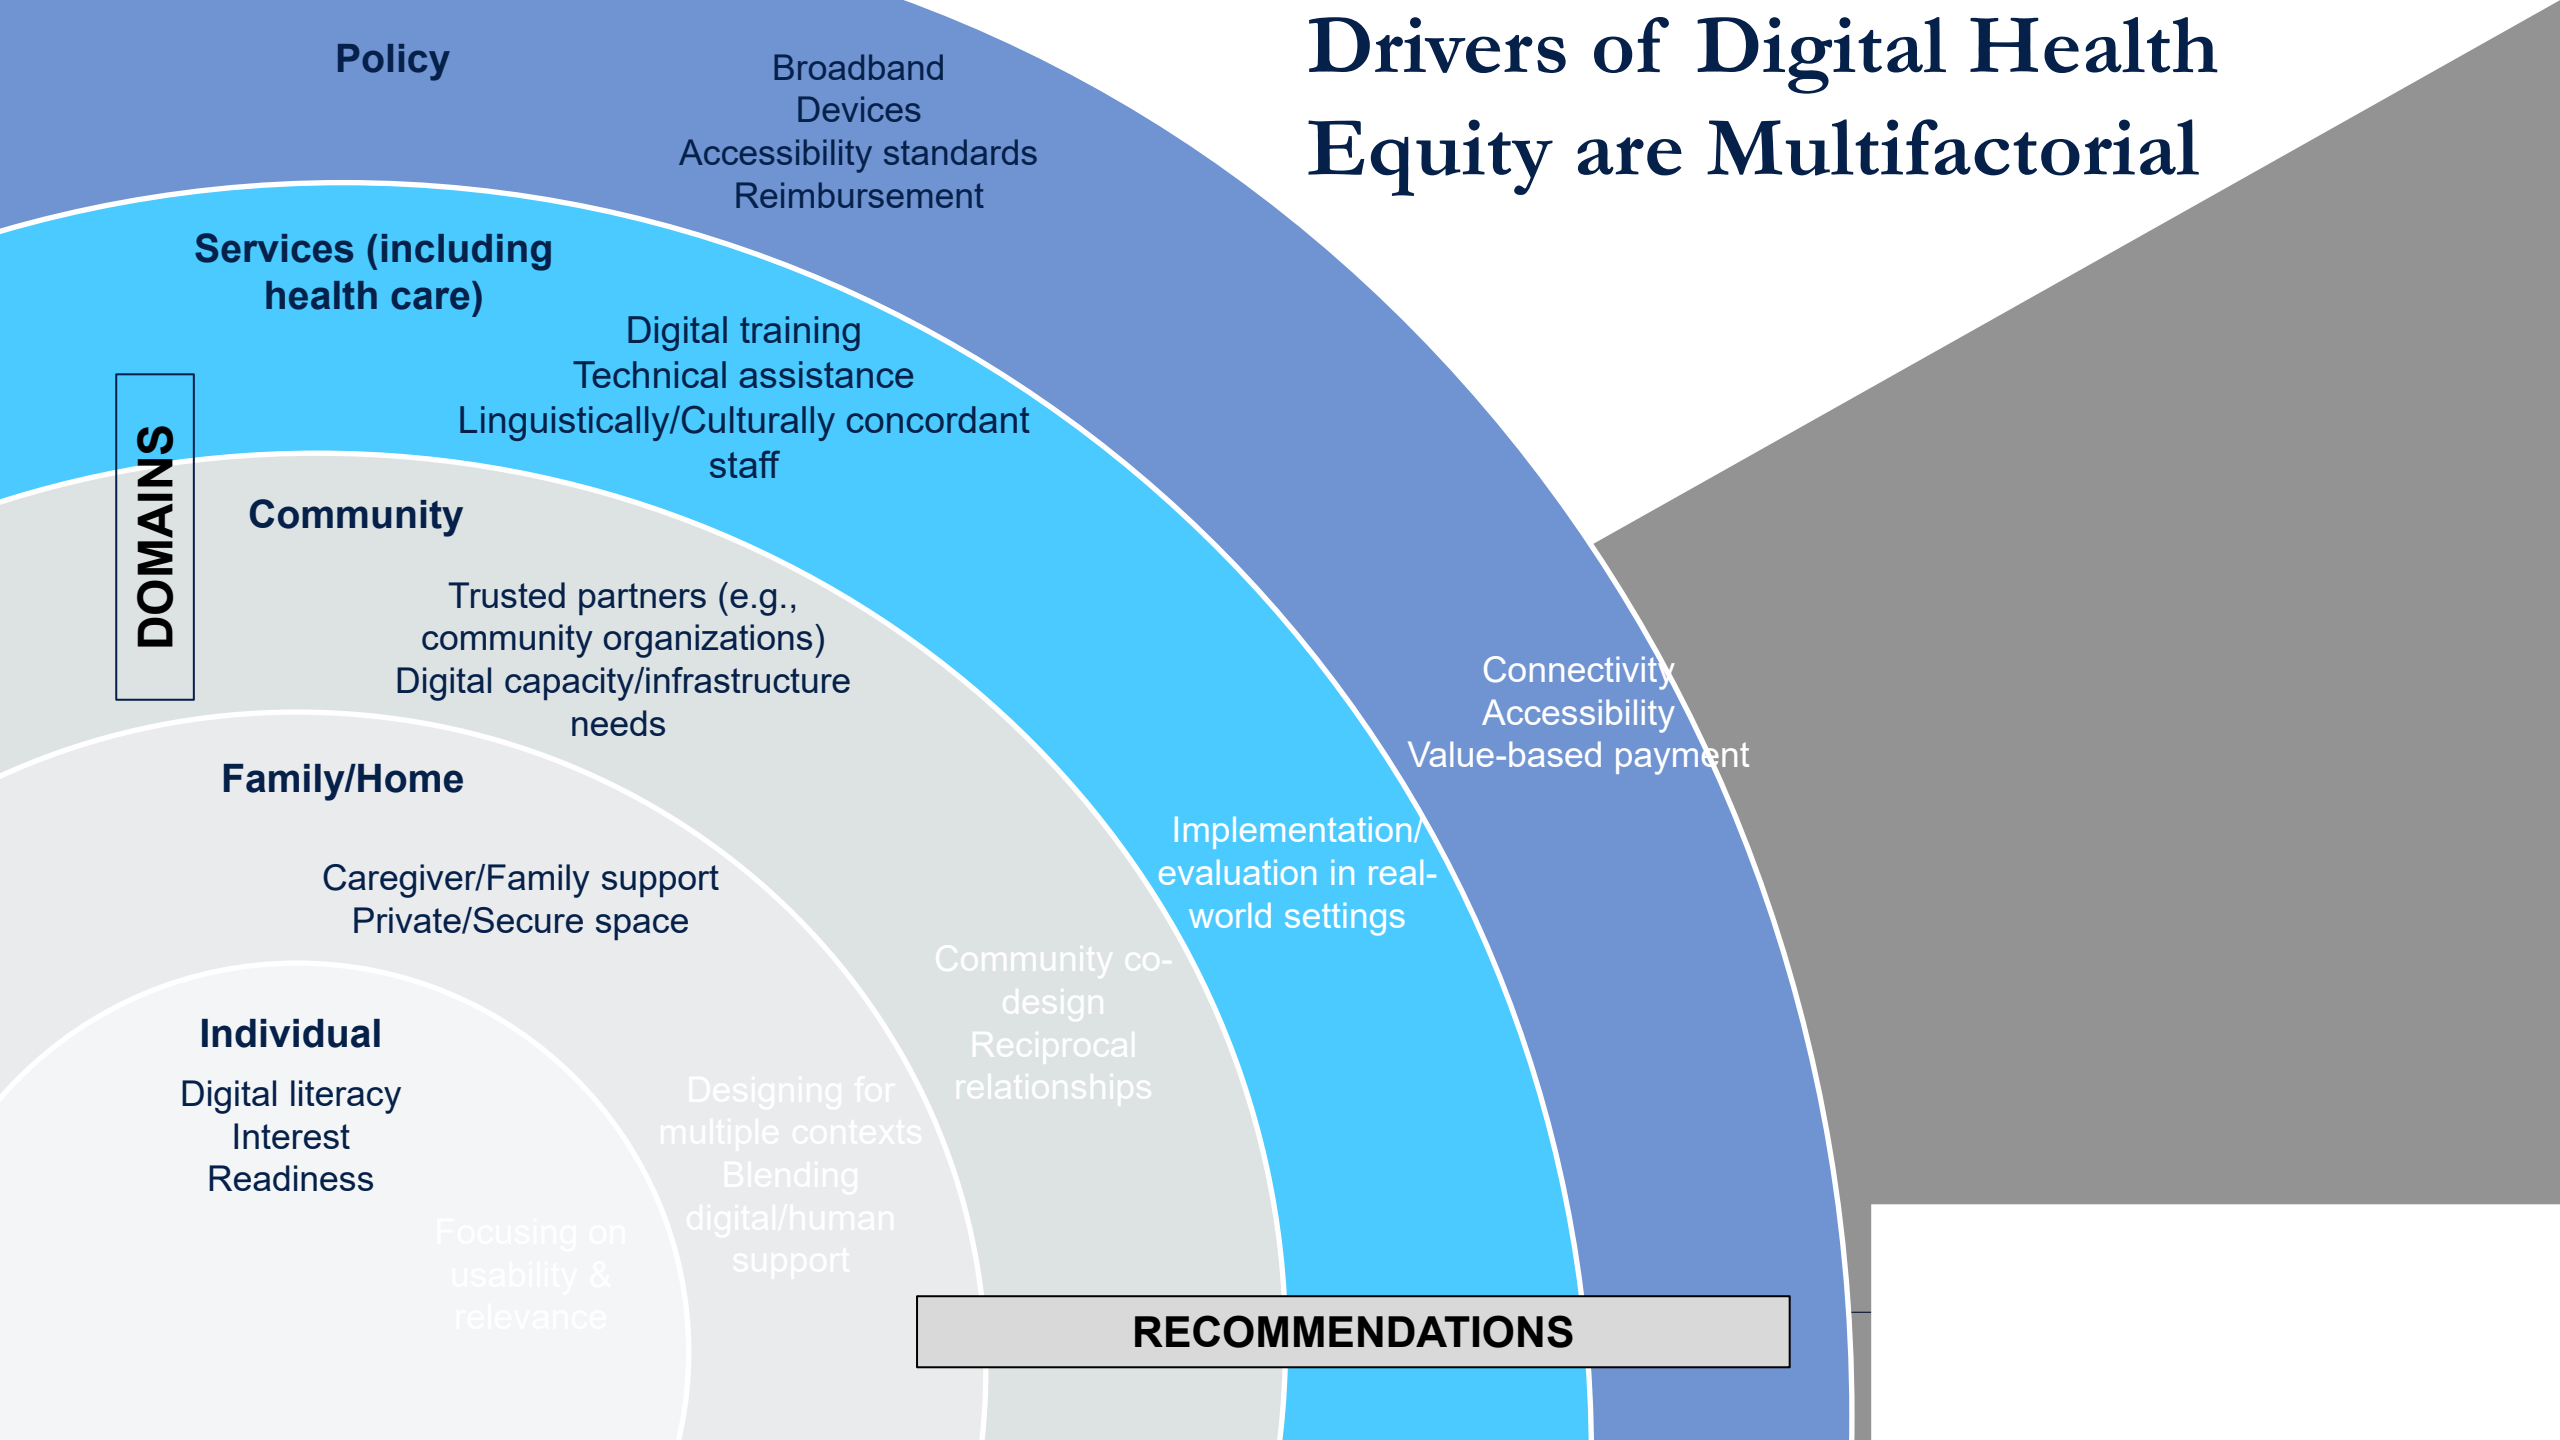 Drivers of Digital Health
Equity are Multifactorial
Policy
Broadband
Devices
Accessibility standards
Reimbursement
Services (including
health care)
Digital training
Technical assistance
Linguistically/Culturally concordant
staff
DOMAINS
Community
Trusted partners (e.g.,
community organizations)
Digital capacity/infrastructure
needs
Family/Home
Caregiver/Family support
Private/Secure space
Individual
Digital literacy
Interest
Readiness
Connectivity
Accessibility
Value-based payment
Implementation/
evaluation in real-
world settings
Community co-
design
Reciprocal
relationships
Designing for
multiple contexts
Blending
digital/human
support
Focusing on
usability &
relevance
RECOMMENDATIONS